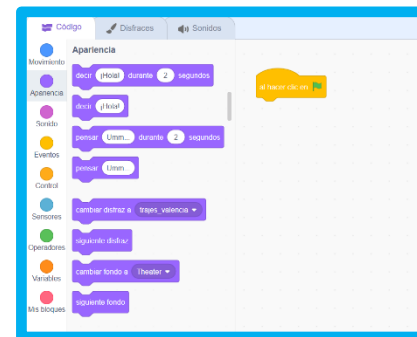 Código Disfraces Sonidos
Movimiento
Apariencia
Sonido
Eventos
Control
Sensores
Operadores
Variables
Mis bloques
Apariencia
decir ¡Hola! durante 2 segundos
decir ¡Hola!
pensar Umm... durante 2 segundos
pensar Umm...
cambiar disfraz a trajes_valencia
siguiente disfraz
cambiar fondo a Theater
siguiente fondo
al hacer clic en